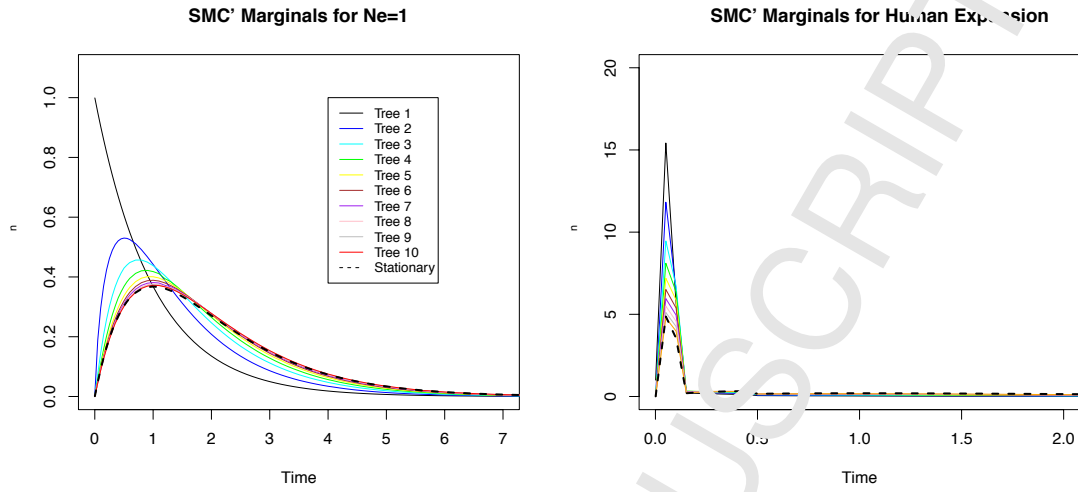 SMC' Marginals for Ne=1
1.0
0.8
0.6
0.4
0.2
0.0
n
Tree 1
Tree 2
Tree 3
Tree 4
Tree 5
Tree 6
Tree 7
Tree 8
Tree 9
Tree 10
Stationary
0 1 2 3 4 5 6 7
Time
SMC' Marginals for Human
20
15
10
5
0
n
0.0 0.5 1.0 1.5 2.0
Time
USCRIPT